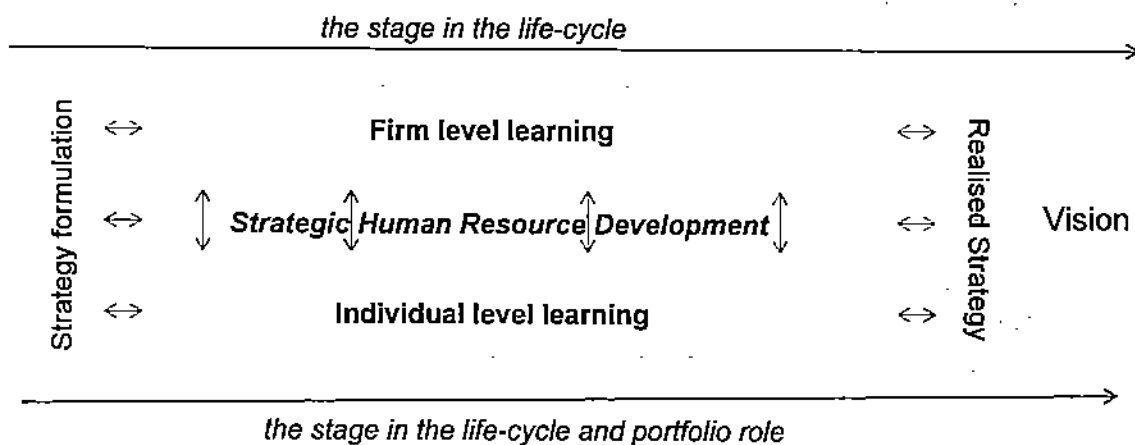 the stage in the life-cycle
Strategy formulation
Firm level learning
Strategic Human Resource Development
Individual level learning
Realised Strategy
Vision
the stage in the life-cycle and portfolio role